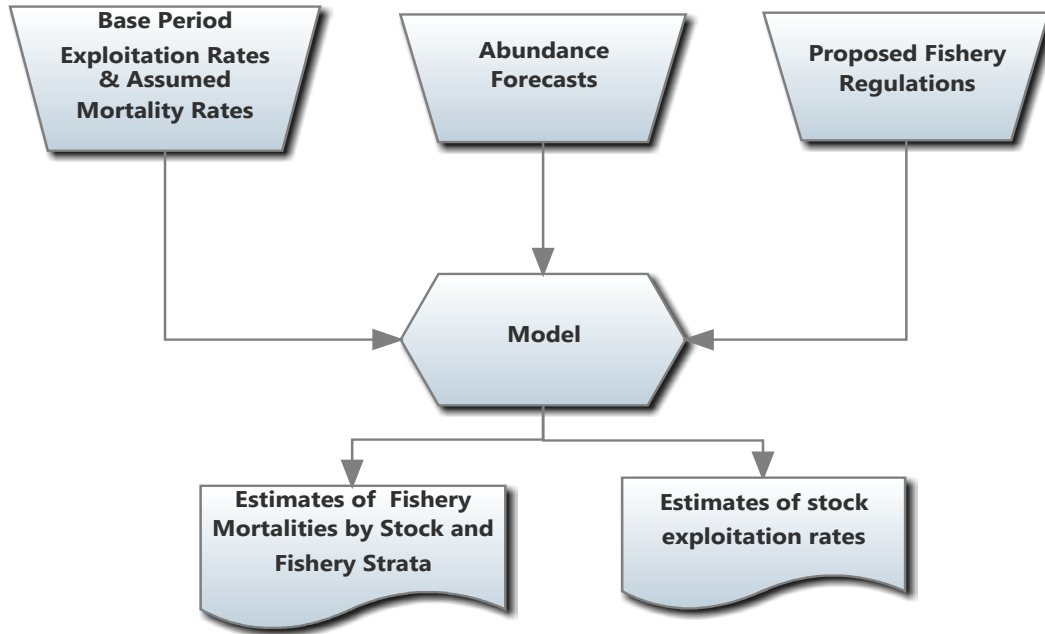 Base Period
Exploitation Rates
& Assumed
Mortality Rates
Abundance
Forecasts
Proposed Fishery
Regulations
Model
Estimates of  Fishery
Mortalities by Stock and
Fishery Strata
Estimates of stock
exploitation rates